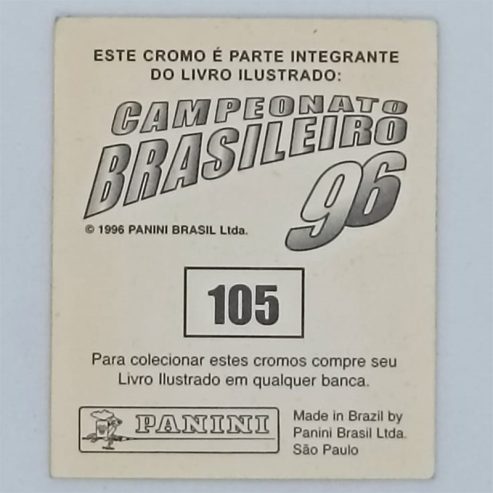 ESTE CROMO É PARTE INTEGRANTE
DO LIVRO ILUSTRADO:
CAMPEONATO
BRASILEIRO
96
© 1996 PANINI BRASIL Ltda.
105
Para colecionar estes cromos compre seu
Livro Ilustrado em qualquer banca.
PANINI
Made in Brazil by
Panini Brasil Ltda.
São Paulo